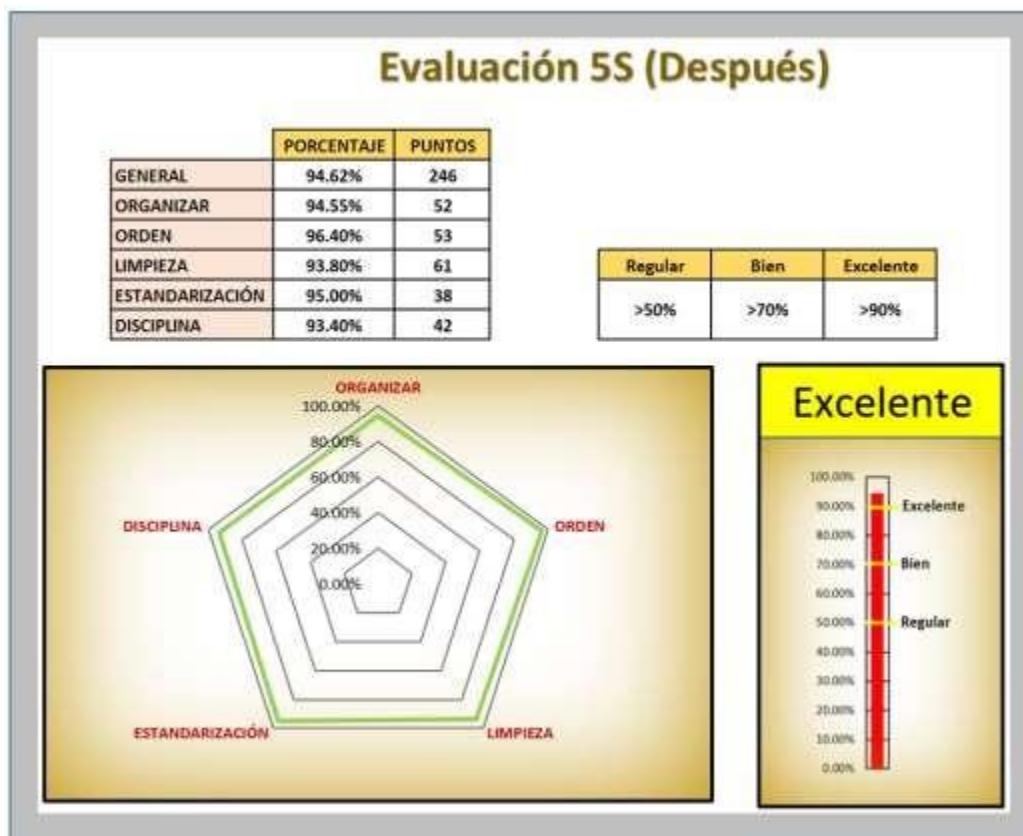 Evaluación 5S (Después)
PORCENTAJE PUNTOS
GENERAL 94.62% 246
ORGANIZAR 94.55% 52
ORDEN 96.40% 53
LIMPIEZA 93.80% 61
ESTANDARIZACIÓN 95.00% 38
DISCIPLINA 93.40% 42
Regular Bien Excelente
>50% >70% >90%
ORGANIZAR
100.00%
80.00%
60.00%
40.00%
20.00%
0.00%
DISCIPLINA
ORDEN
ESTANDARIZACIÓN
LIMPIEZA
Excelente
100.00%
90.00% Excelente
80.00%
70.00% Bien
60.00%
50.00% Regular
40.00%
30.00%
20.00%
10.00%
0.00%